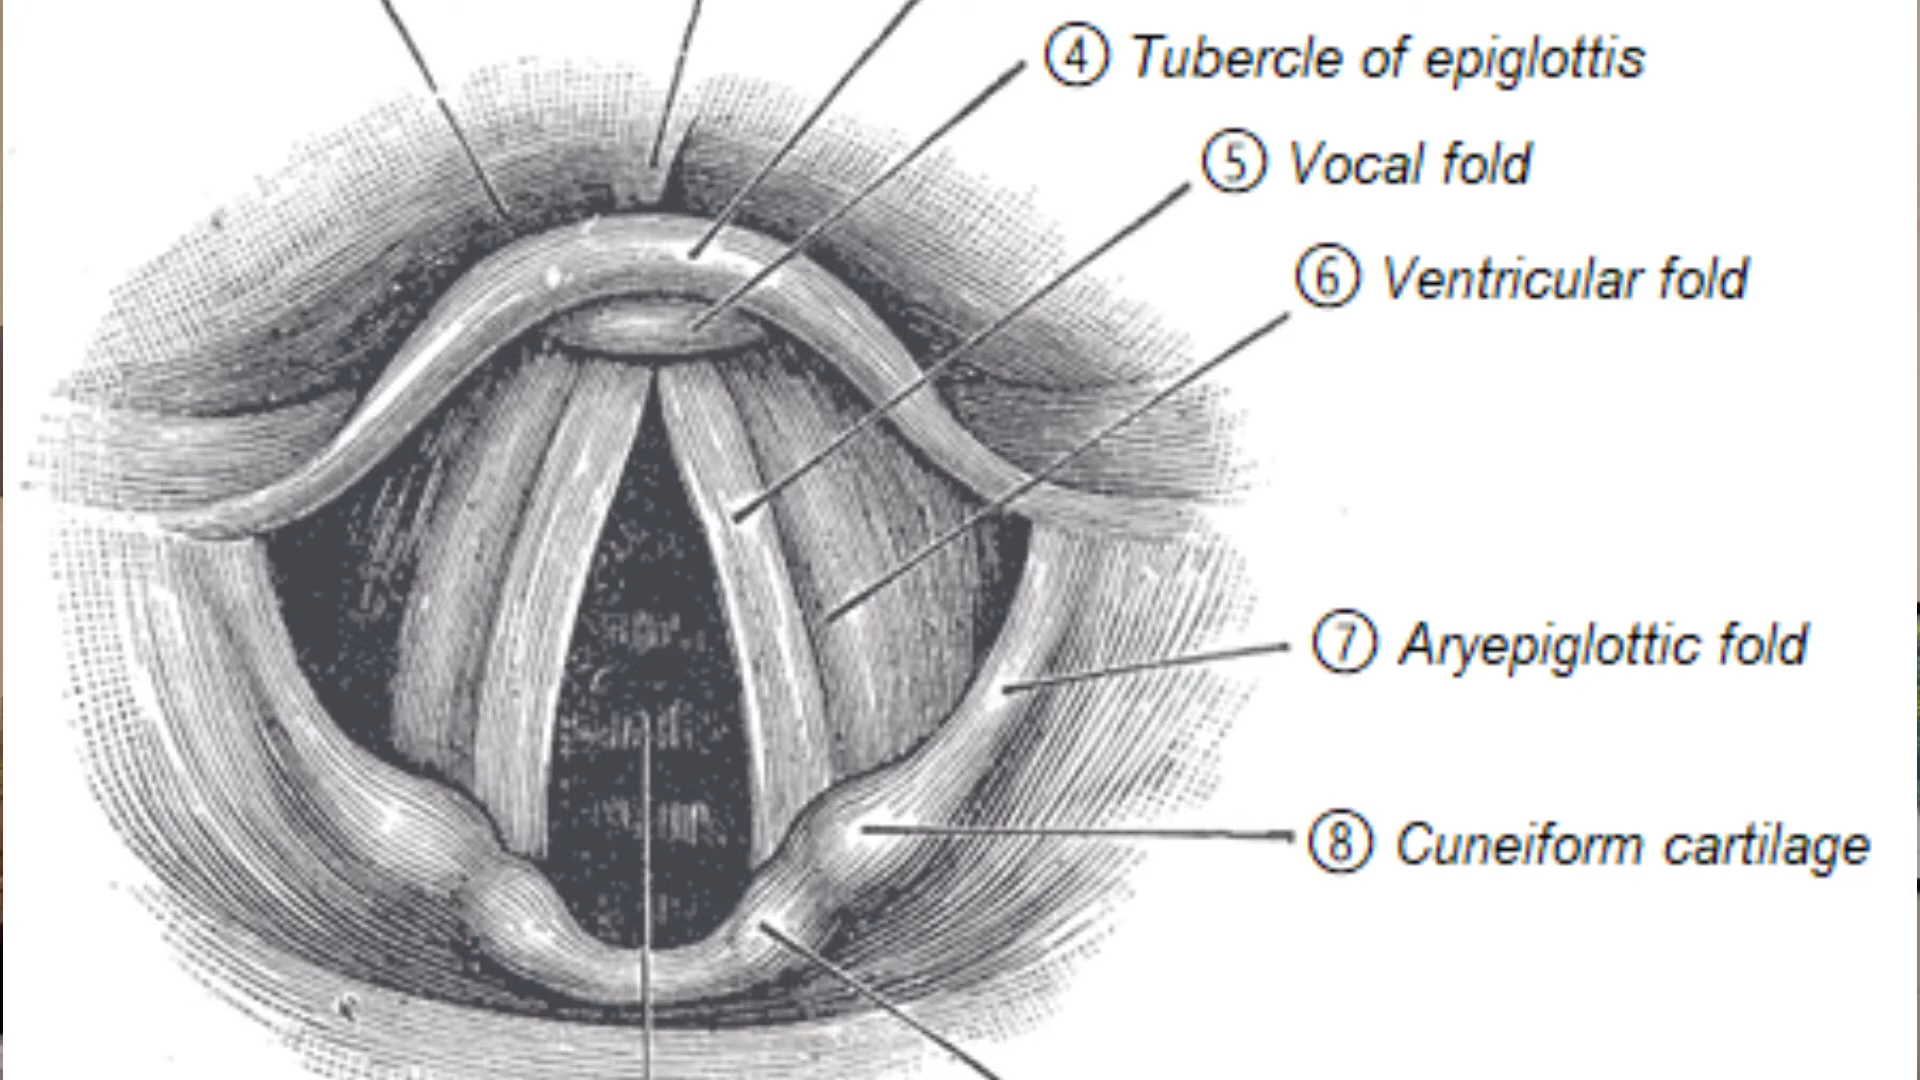 ④ Tubercle of epiglottis
⑤ Vocal fold
⑥ Ventricular fold
⑦ Aryepiglottic fold
⑧ Cuneiform cartilage